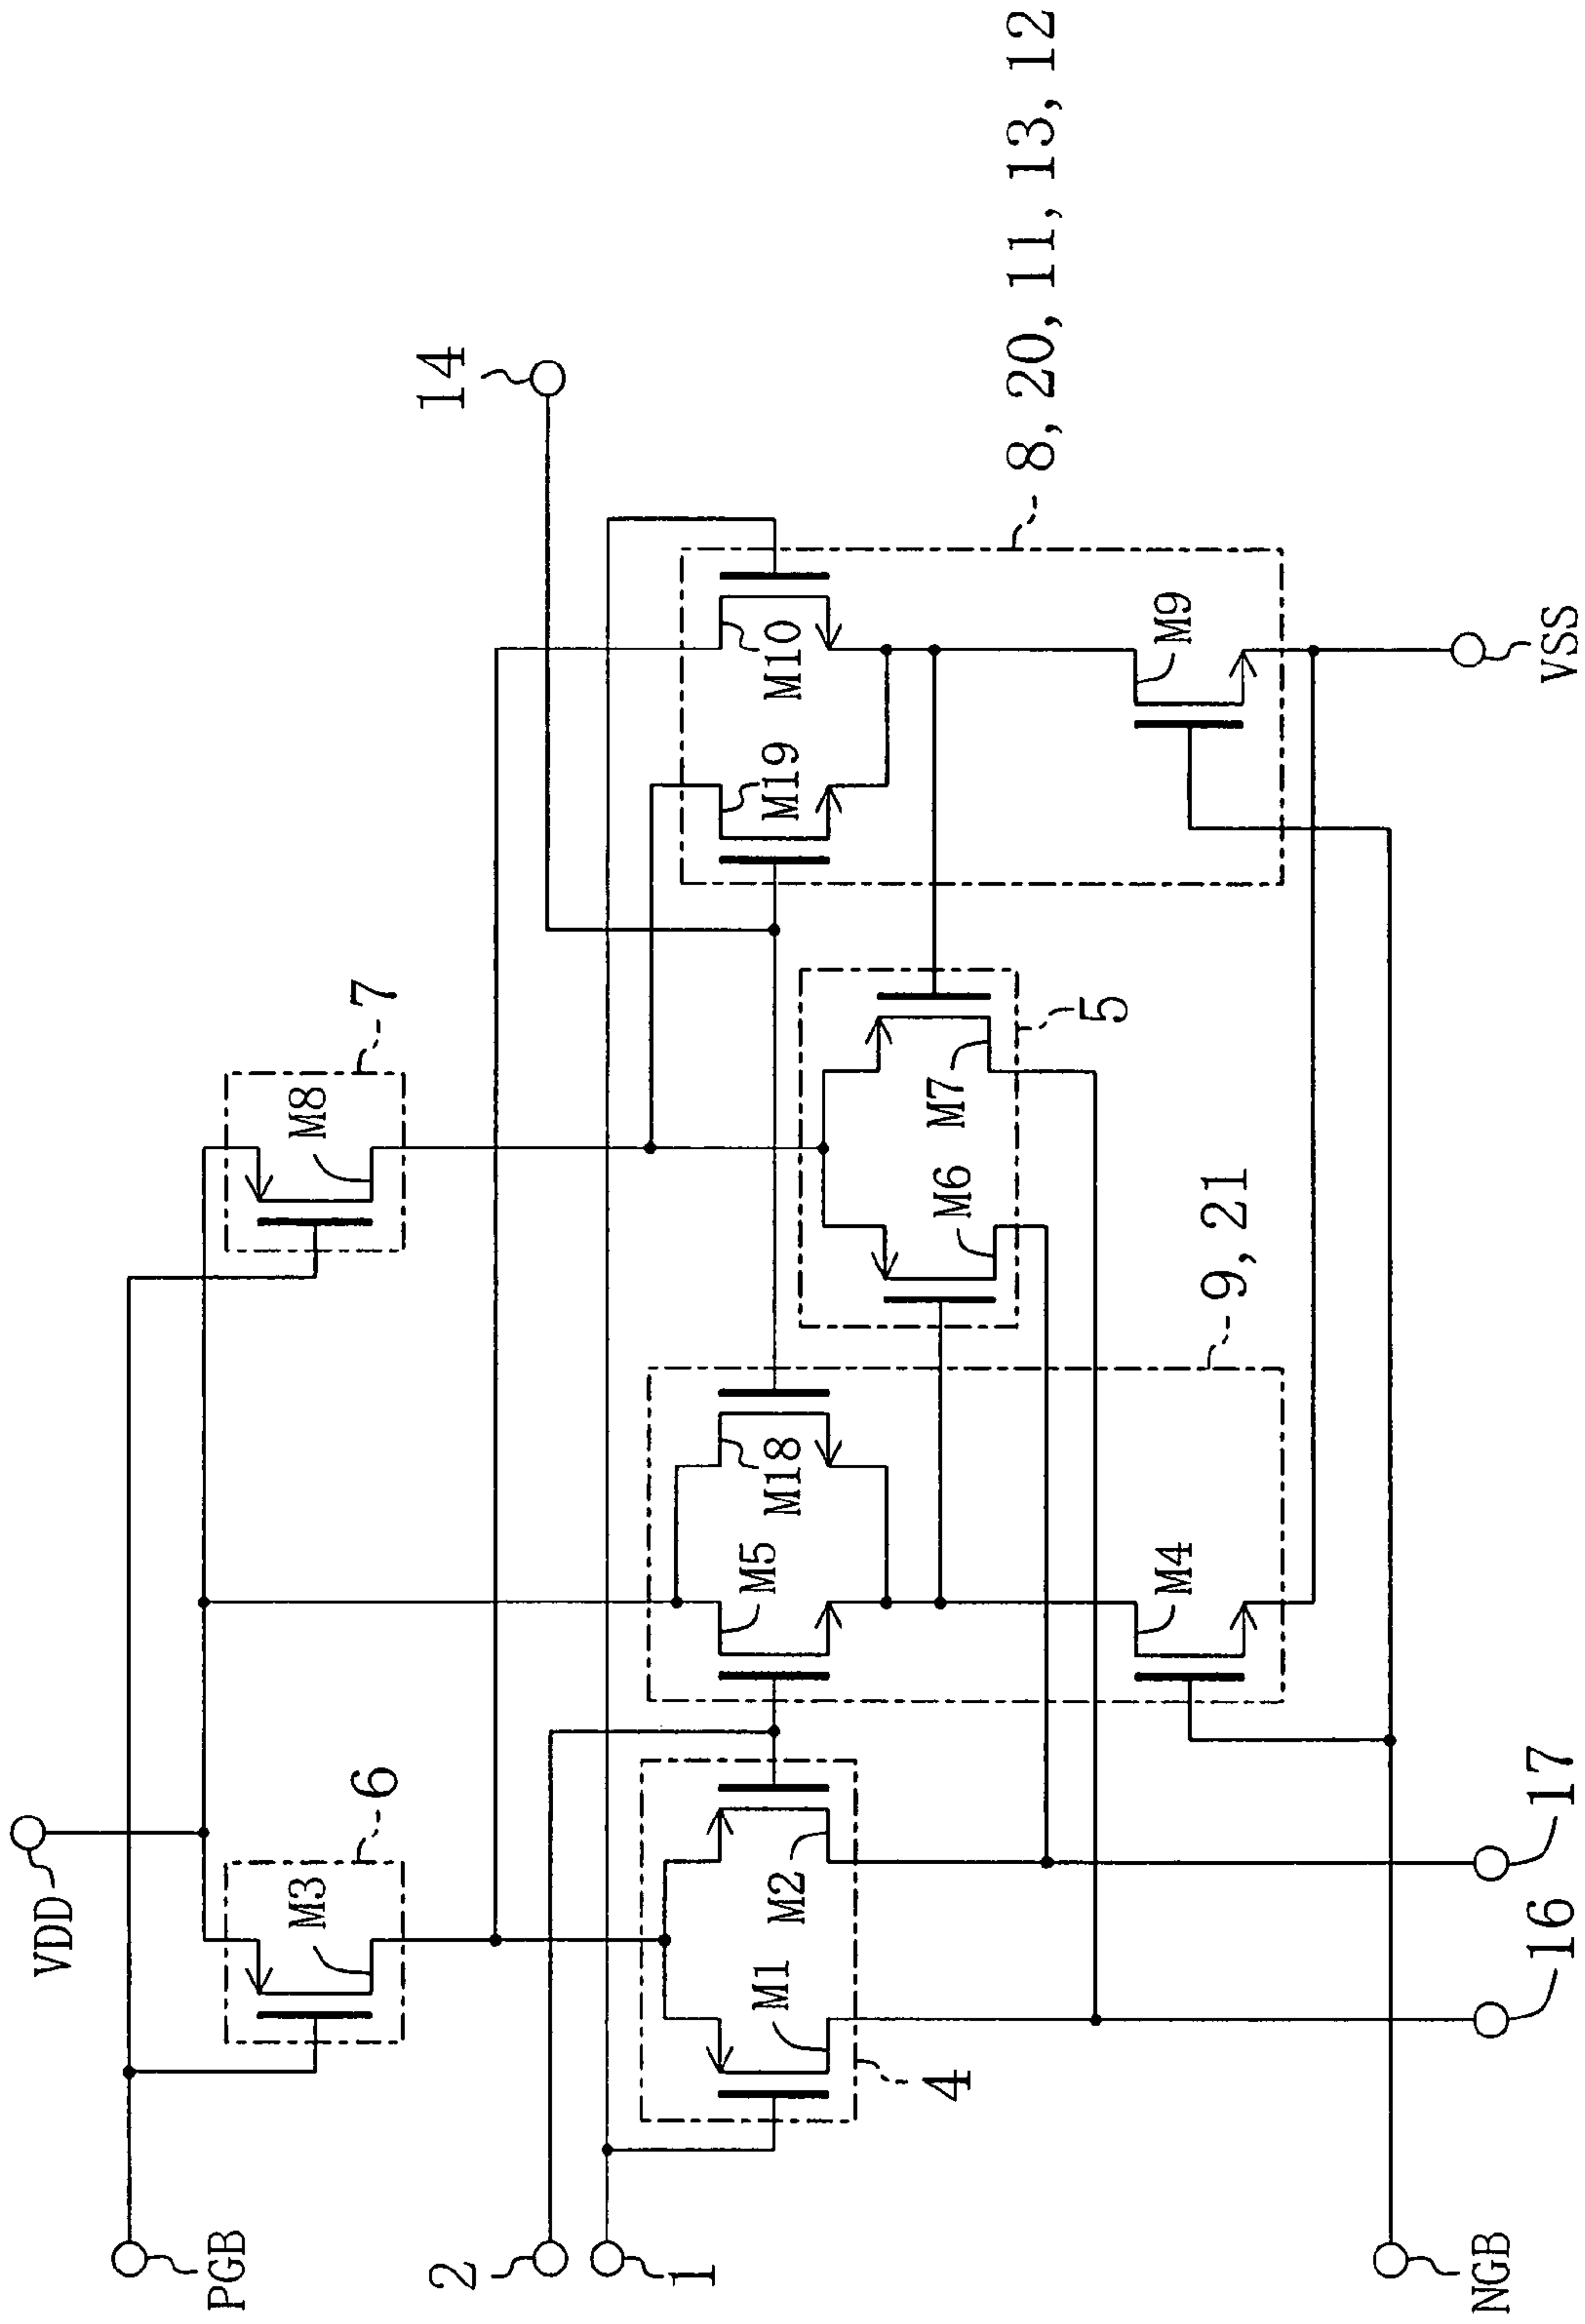 VDD
PGB
M3
6
M8
7
14
2
1
M1
M2
4
M5
M18
M19
M10
8, 20, 11, 13, 12
M6
M7
5
9, 21
M4
M9
NGB
16
17
VSS